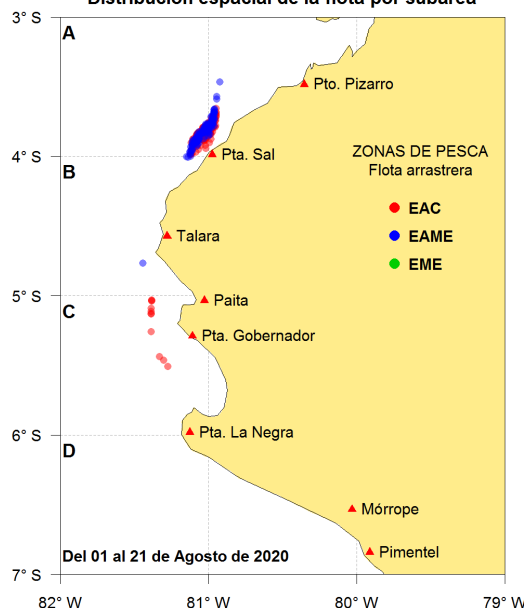 Distribución espacial de la flota por subárea
3° S
A
Pto. Pizarro
ZONAS DE PESCA
4° S
Pta. Sal
B
Flota arrastrera
EAC
Talara
EAME
EME
5° S
Paita
C
Pta. Gobernador
6° S
Pta. La Negra
D
Mórrope
Del 01 al 21 de Agosto de 2020
Pimentel
7° S
82° W
81° W
80° W
79° W